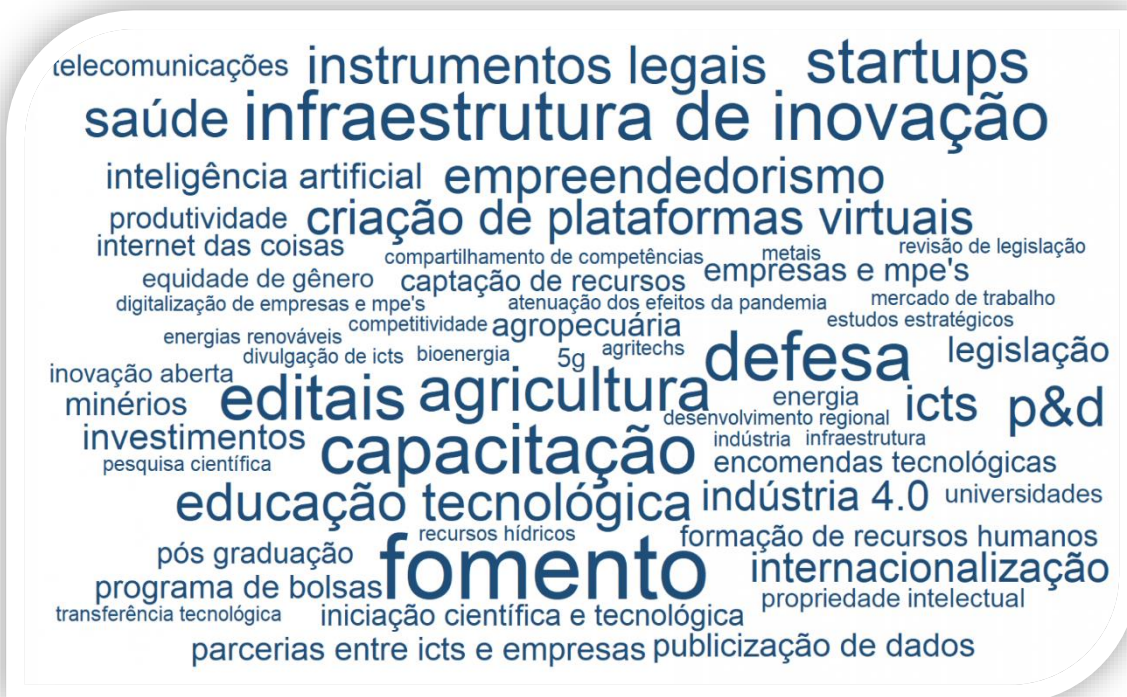 telecomunicações instrumentos legais startups
saúde infraestrutura de inovação
inteligência artificial empreendedorismo
produtividade criação de plataformas virtuais
internet das coisas compartilhamento de competências metais revisão de legislação
equidade de gênero captação de recursos empresas e mpe's
digitalização de empresas e mpe's atenuação dos efeitos da pandemia mercado de trabalho
energias renováveis competitividade agropecuária estudos estratégicos
divulgação de icts bioenergia 5g agritechs defesa legislação
inovação aberta editais agricultura energia icts p&d
minérios desenvolvimento regional
investimentos capacitação indústria infraestrutura
pesquisa científica encomendas tecnológicas
educação tecnológica indústria 4.0 universidades
recursos hídricos formação de recursos humanos
pós graduação fomento internacionalização
programa de bolsas propriedade intelectual
transferência tecnológica iniciação científica e tecnológica
parcerias entre icts e empresas publicização de dados